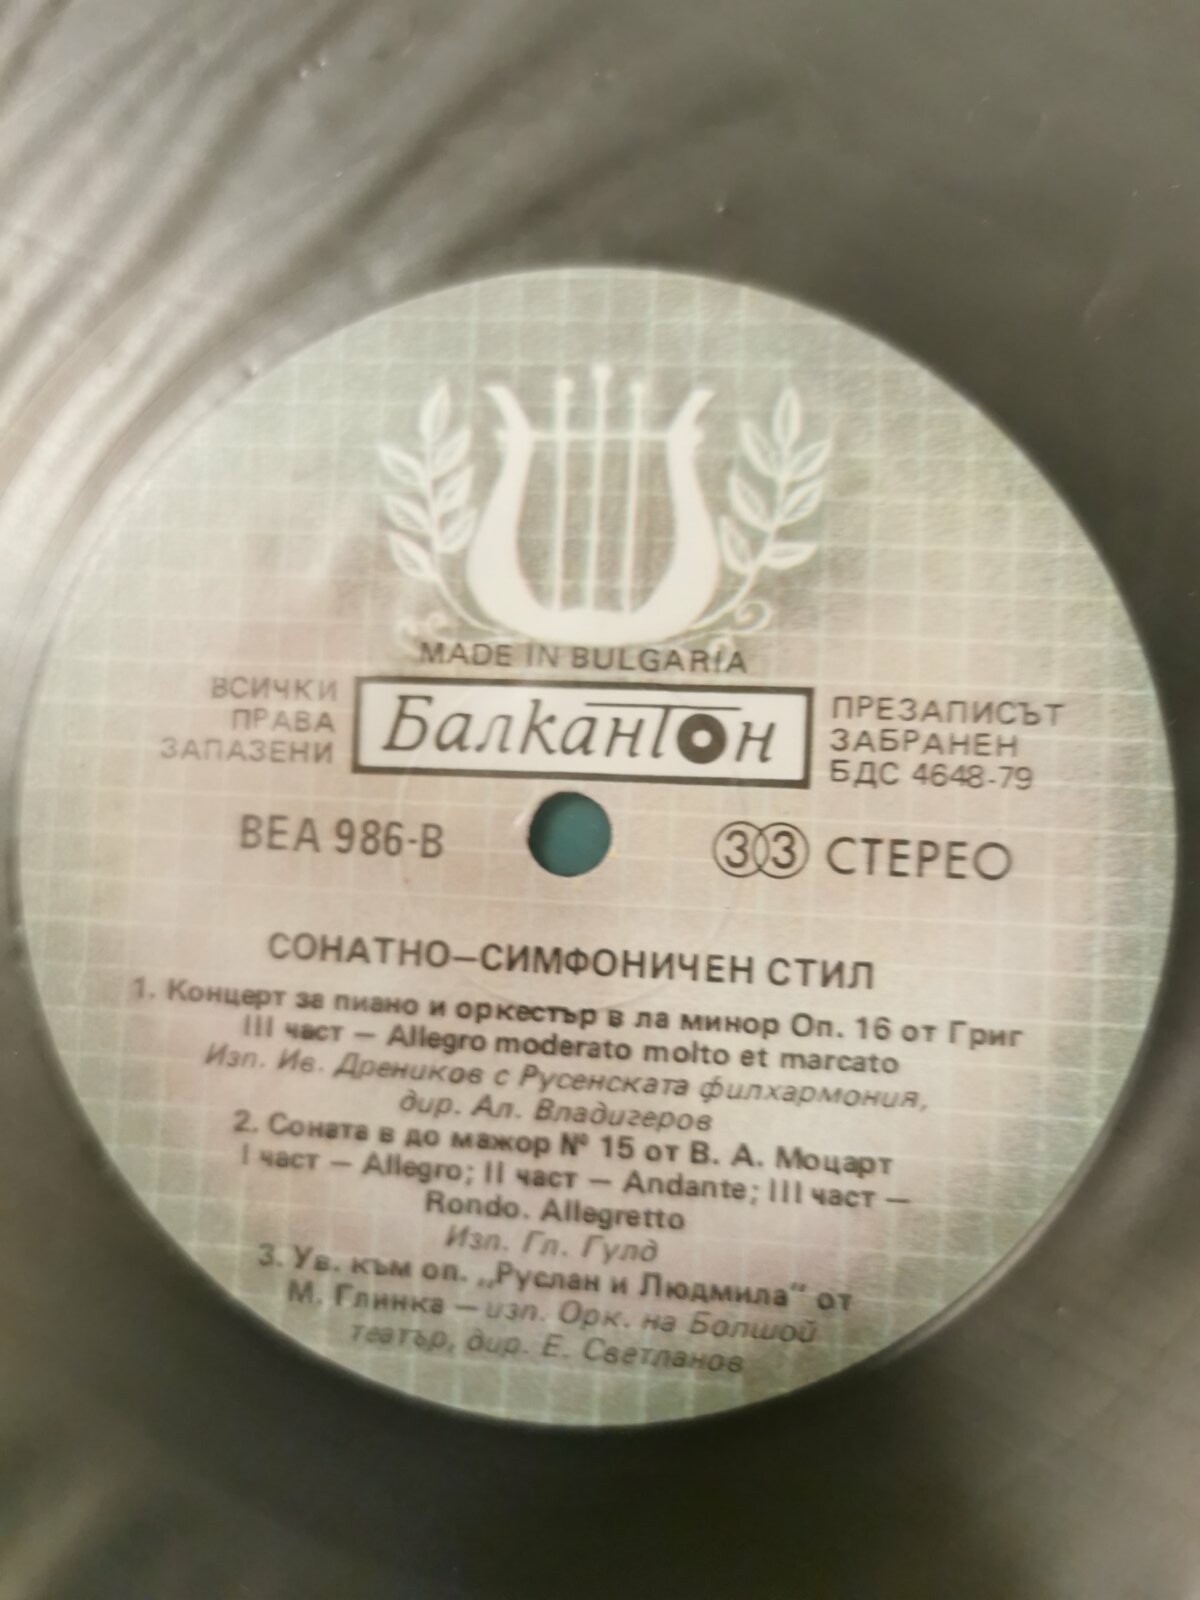 MADE IN BULGARIA
ВСИЧКИ
ПРАВА
ЗАПАЗЕНИ
Балкантон
ПРЕЗАПИСЪТ
ЗАБРАНЕН
БДС 4648-79
ВЕА 986-В
33 СТЕРЕО
СОНАТНО—СИМФОНИЧЕН СТИЛ
1. Концерт за пиано и оркестър в ла минор Оп. 16 от Григ
III част — Allegro moderato molto et marcato
Изп. Ив. Дреников с Русенската филхармония,
дир. Ал. Владигеров
2. Соната в до мажор № 15 от В. А. Моцарт
I част — Allegro; II част — Andante; III част —
Rondo. Allegretto
Изп. Гл. Гулд
3. Ув. към оп. „Руслан и Людмила" от
М. Глинка — изп. Орк. на Болшой
театър, дир. Е. Светланов